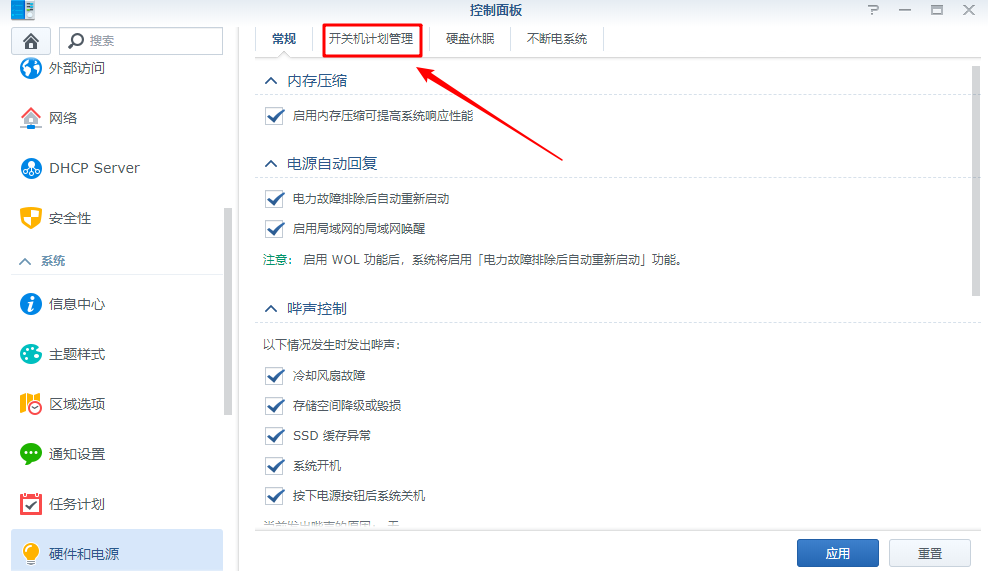 控制面板
搜索
外部访问
网络
DHCP Server
安全性
系统
信息中心
主题样式
区域选项
通知设置
任务计划
硬件和电源
常规 开关机计划管理 硬盘休眠 不断电系统
内存压缩
启用内存压缩可提高系统响应性能
电源自动回复
电力故障排除后自动重新启动
启用局域网的局域网唤醒
注意： 启用 WOL 功能后，系统将启用「电力故障排除后自动重新启动」功能。
哔声控制
以下情况发生时发出哔声：
冷却风扇故障
存储空间降级或毁损
SSD 缓存异常
系统开机
按下电源按钮后系统关机
当前发出哔声的原因： 无
应用 重置